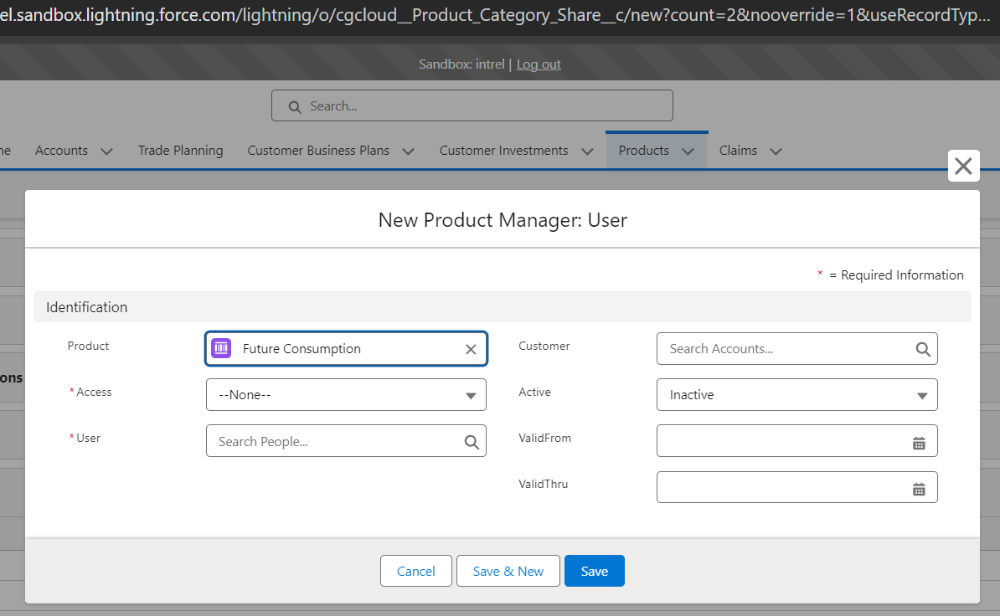 el.sandbox.lightning.force.com/lightning/o/cgcloud__Product_Category_Share__c/new?count=2&nooverride=1&useRecordTyp...
Sandbox: intrel | Log out
Search...
ne Accounts Trade Planning Customer Business Plans Customer Investments Products Claims
New Product Manager: User
* = Required Information
Identification
Product Future Consumption Customer Search Accounts...
ons
*Access --None-- Active Inactive
*User Search People... ValidFrom
ValidThru
Cancel Save & New Save